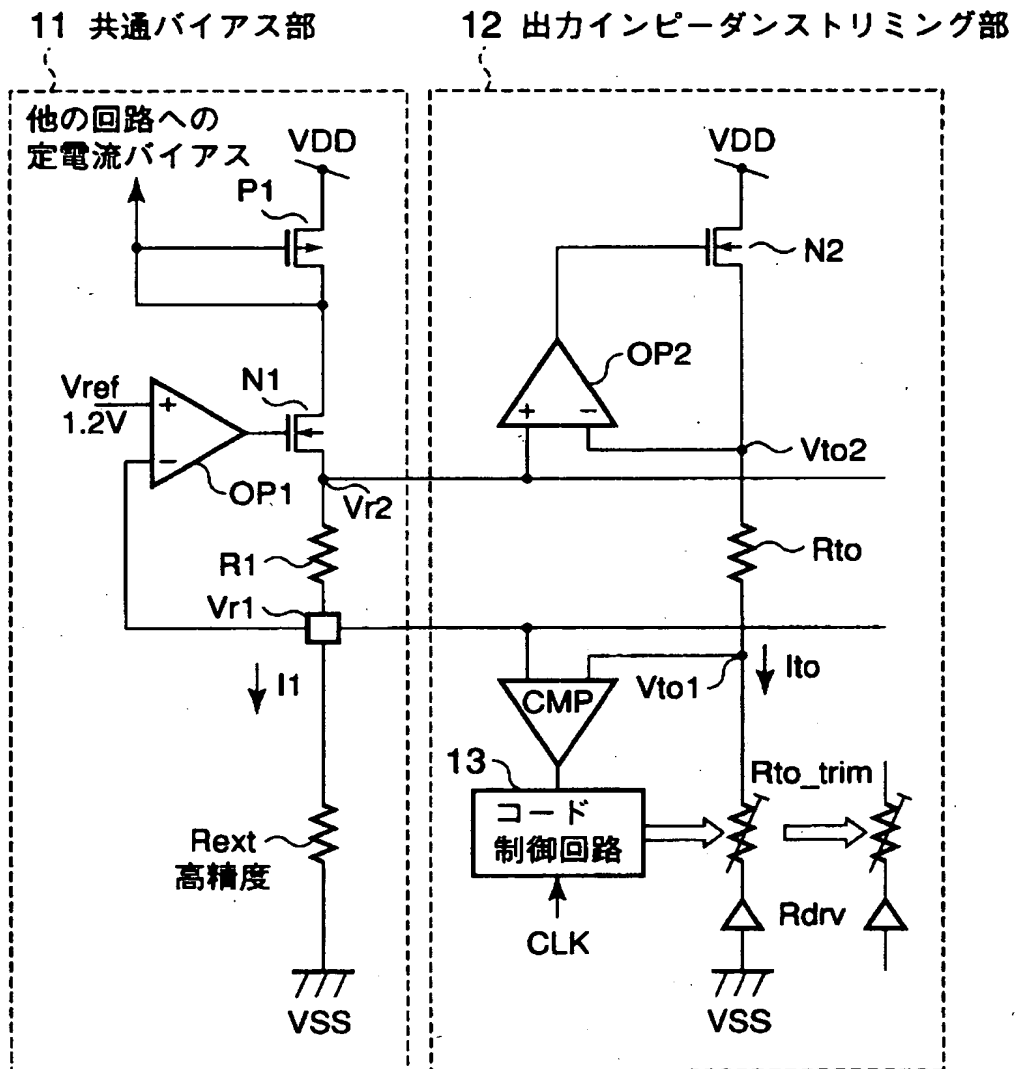 11 共通バイアス部
12 出力インピーダンストリミング部
他の回路への
定電流バイアス
VDD
P1
Vref
1.2V
+
−
OP1
N1
Vr2
R1
Vr1
I1
Rext
高精度
VSS
VDD
N2
OP2
+
−
Vto2
Rto
Vto1
Ito
CMP
13
コード
制御回路
CLK
Rto_trim
Rdrv
VSS